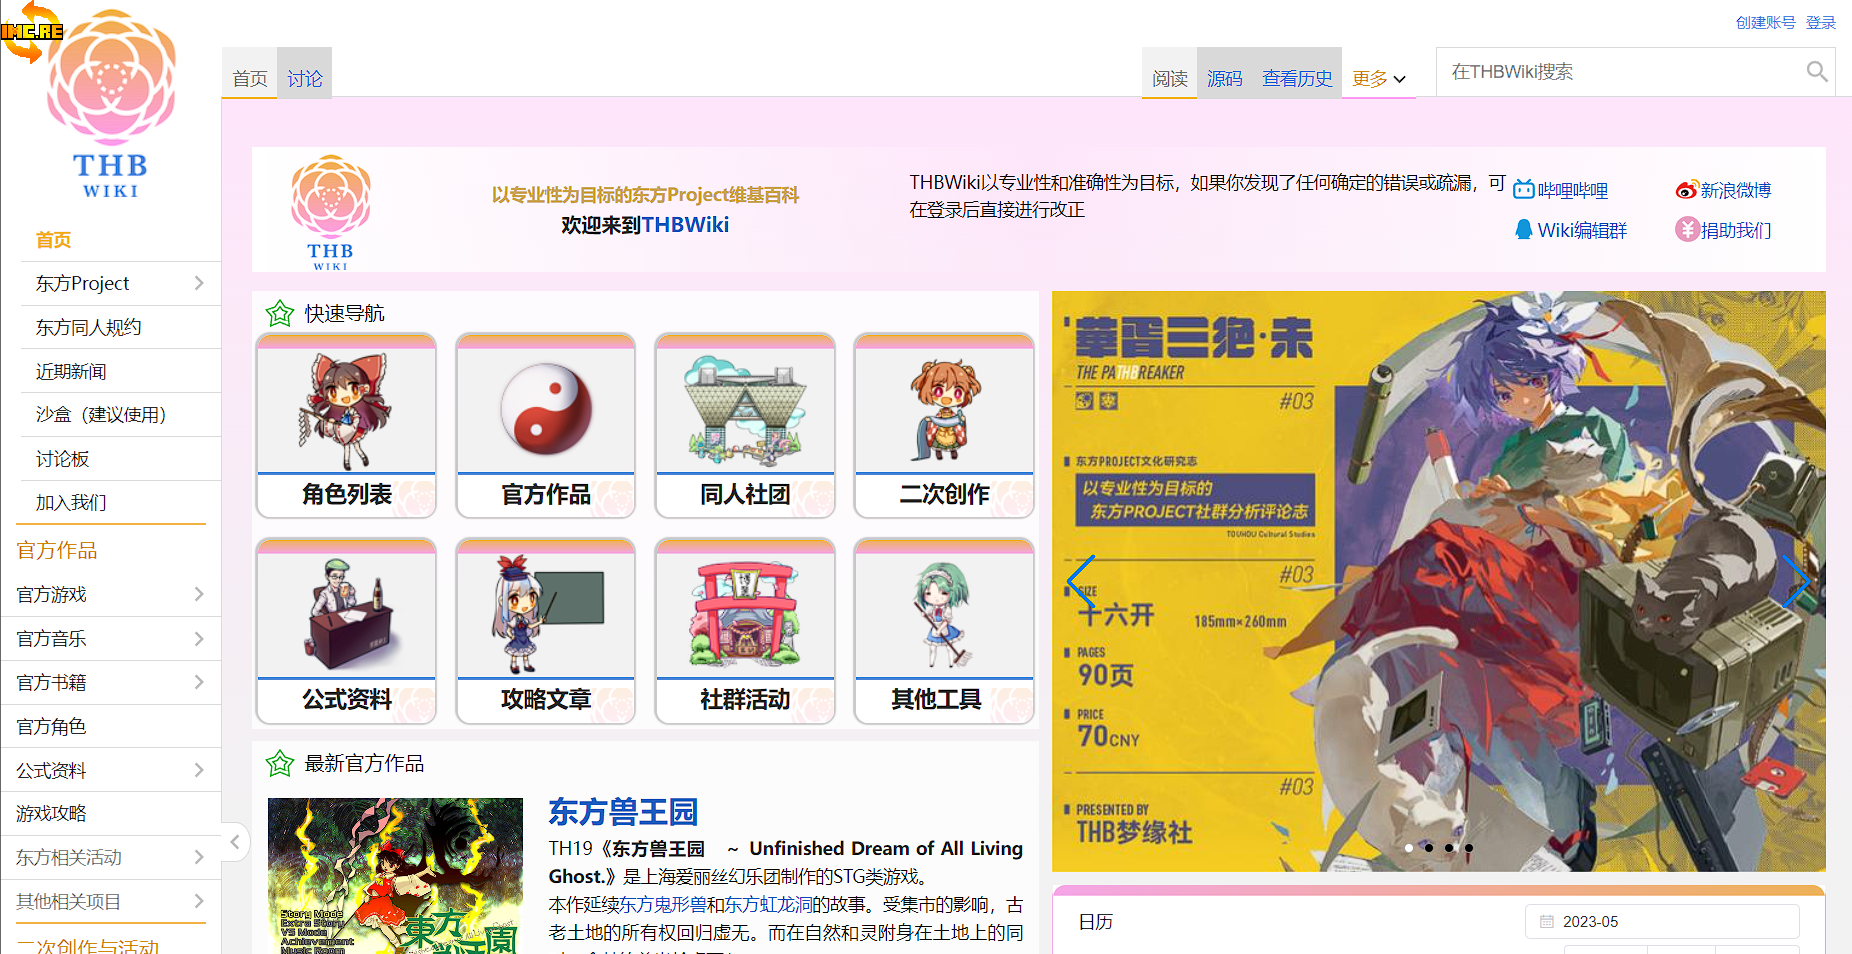 IMC.RE
THB
WIKI
创建账号 登录
首页 讨论
阅读 源码 查看历史 更多
在THBWiki搜索
首页
东方Project
东方同人规约
近期新闻
沙盒（建议使用）
讨论板
加入我们
官方作品
官方游戏
官方音乐
官方书籍
官方角色
公式资料
游戏攻略
东方相关活动
其他相关项目
二次创作与活动
THB
WIKI
以专业性为目标的东方Project维基百科
欢迎来到THBWiki
THBWiki以专业性和准确性为目标，如果你发现了任何确定的错误或疏漏，可
在登录后直接进行改正
哔哩哔哩 新浪微博
Wiki编辑群 捐助我们
快速导航
角色列表 官方作品 同人社团 二次创作
公式资料 攻略文章 社群活动 其他工具
最新官方作品
Story Mode
Extra Story
VS Mode
Achievement
Music Room
東方
东方兽王园
TH19《东方兽王园　~ Unfinished Dream of All Living
Ghost.》是上海爱丽丝幻乐团制作的STG类游戏。
本作延续东方鬼形兽和东方虹龙洞的故事。受集市的影响，古
老土地的所有权回归虚无。而在自然和灵附身在土地上的同
華胥三绝·未
THE PATHBREAKER
#03
东方PROJECT文化研究志
以专业性为目标的
东方PROJECT社群分析评论志
TOUHOU Cultural Studies
#03
SIZE
十六开 185mm×260mm
PAGES
90页
PRICE
70CNY
#03
PRESENTED BY
THB梦缘社
日历
2023-05